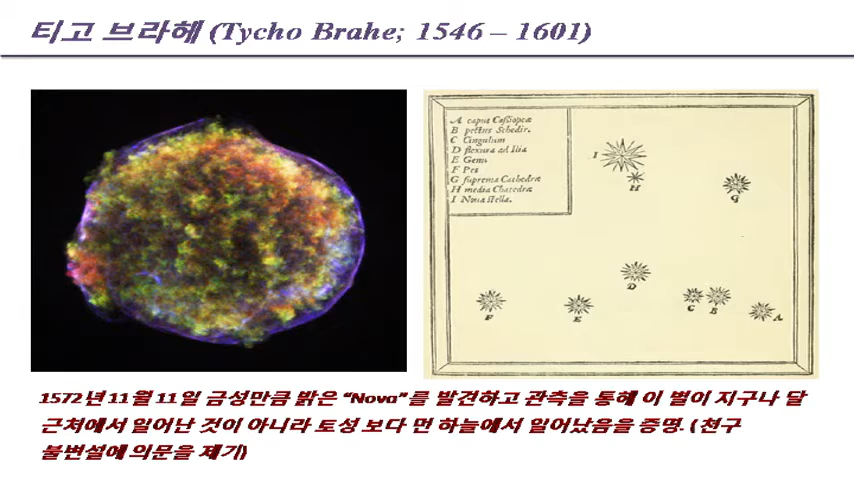 티고 브라헤 (Tycho Brahe; 1546 – 1601)
A caput Cassiopeæ
B pectus Schedir.
C Cingulum
D flexura ad Ilia
E Genu
F Pes
G suprema Cathedræ
H media Chatedræ
I Noua stella.
I
H
G
D
F
E
C
B
A
1572년 11월 11일 금성만큼 밝은 “Nova”를 발견하고 관측을 통해 이 별이 지구나 달
근처에서 일어난 것이 아니라 토성 보다 먼 하늘에서 일어났음을 증명. (천구
불변설에 의문을 제기)